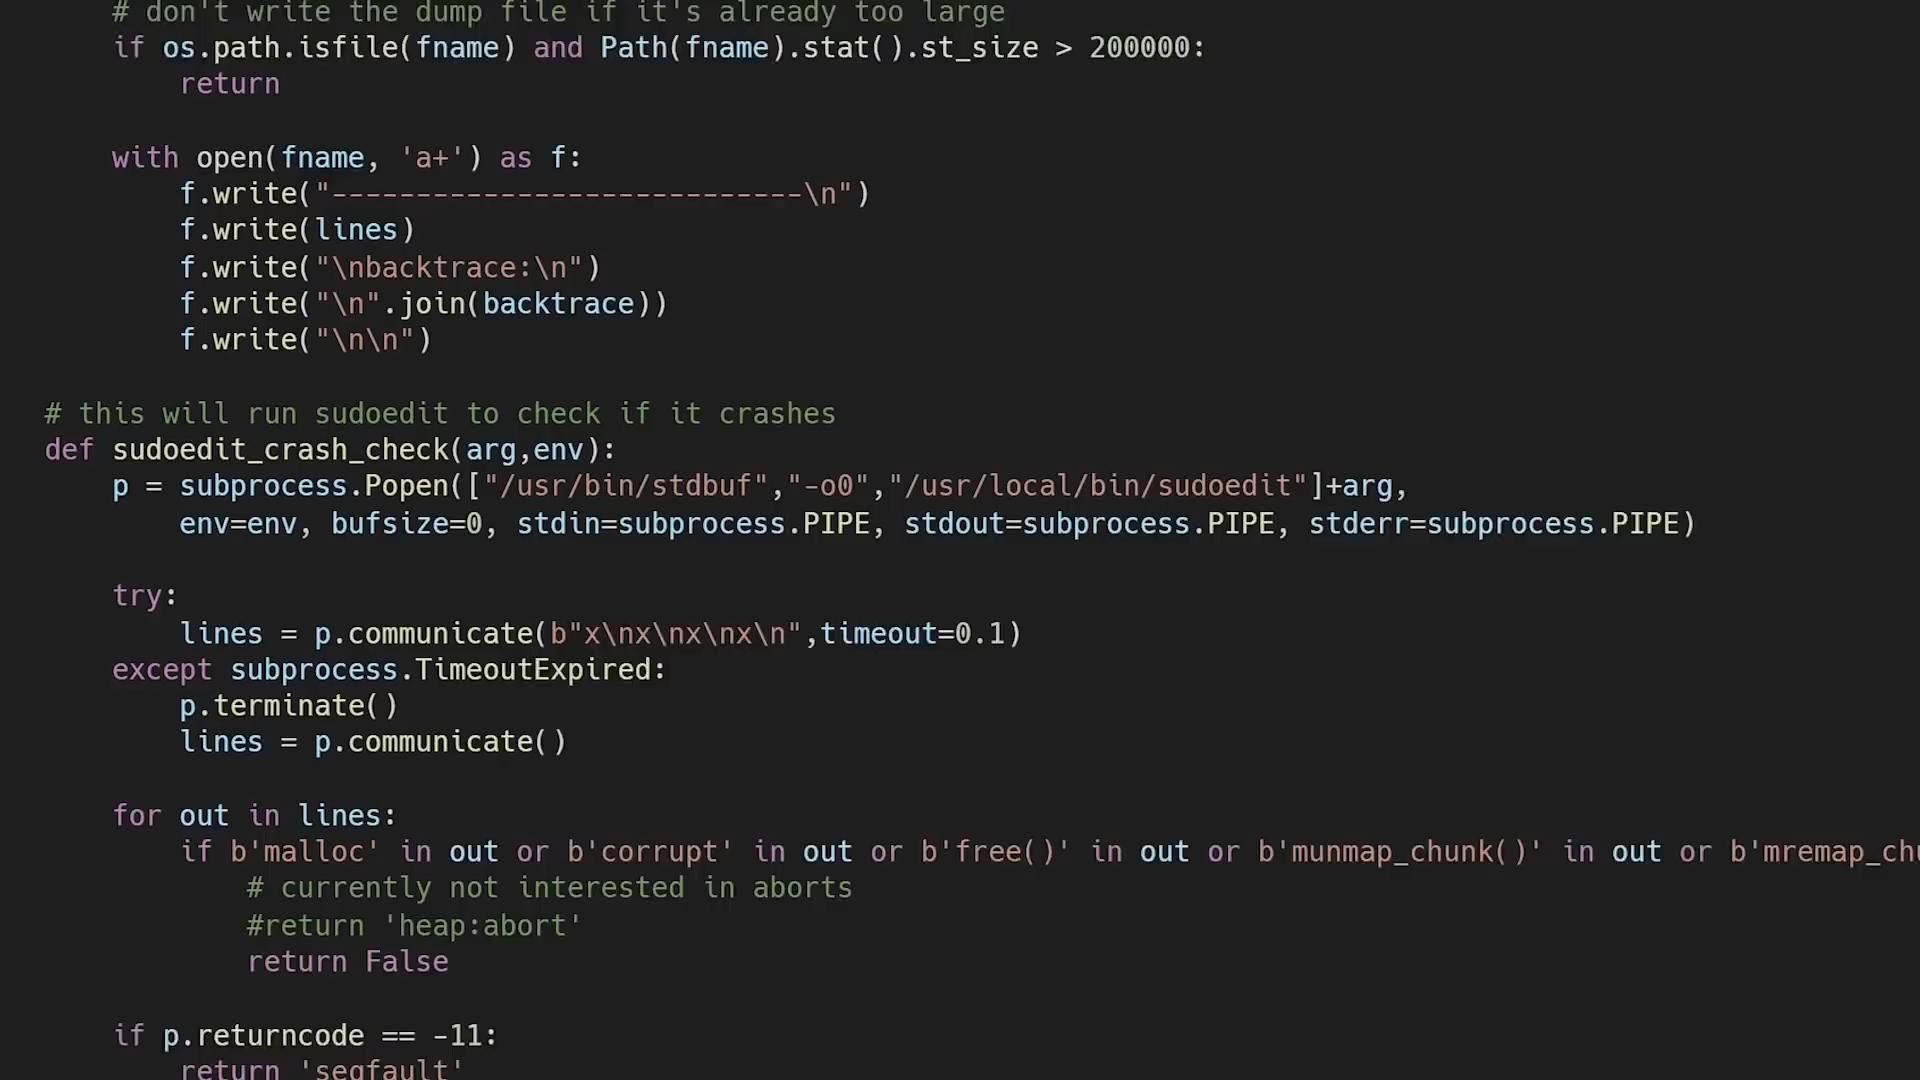 # don't write the dump file if it's already too large
if os.path.isfile(fname) and Path(fname).stat().st_size > 200000:
return
with open(fname, 'a+') as f:
f.write("----------------------------\n")
f.write(lines)
f.write("\nbacktrace:\n")
f.write("\n".join(backtrace))
f.write("\n\n")
# this will run sudoedit to check if it crashes
def sudoedit_crash_check(arg,env):
p = subprocess.Popen(["/usr/bin/stdbuf","-o0","/usr/local/bin/sudoedit"]+arg,
env=env, bufsize=0, stdin=subprocess.PIPE, stdout=subprocess.PIPE, stderr=subprocess.PIPE)
try:
lines = p.communicate(b"x\nx\nx\nx\n",timeout=0.1)
except subprocess.TimeoutExpired:
p.terminate()
lines = p.communicate()
for out in lines:
if b'malloc' in out or b'corrupt' in out or b'free()' in out or b'munmap_chunk()' in out or b'mremap_chu
# currently not interested in aborts
#return 'heap:abort'
return False
if p.returncode == -11:
return 'segfault'